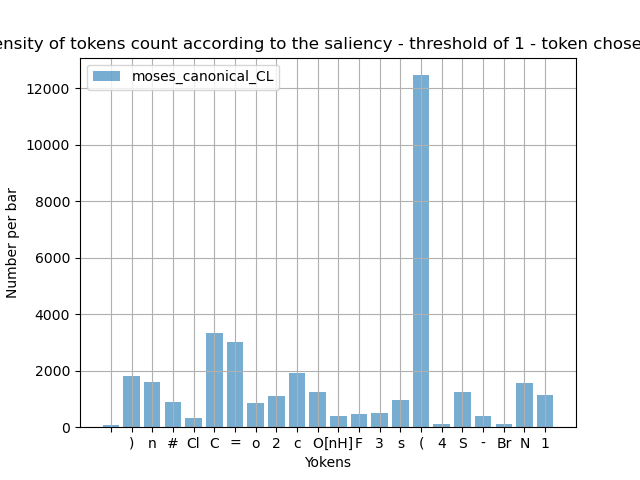 ensity of tokens count according to the saliency - threshold of 1 - token chose
moses_canonical_CL
12000
10000
8000
6000
4000
2000
0
Number per bar
) n # Cl C = o 2 c O [nH] F 3 s ( 4 S - Br N 1
Yokens